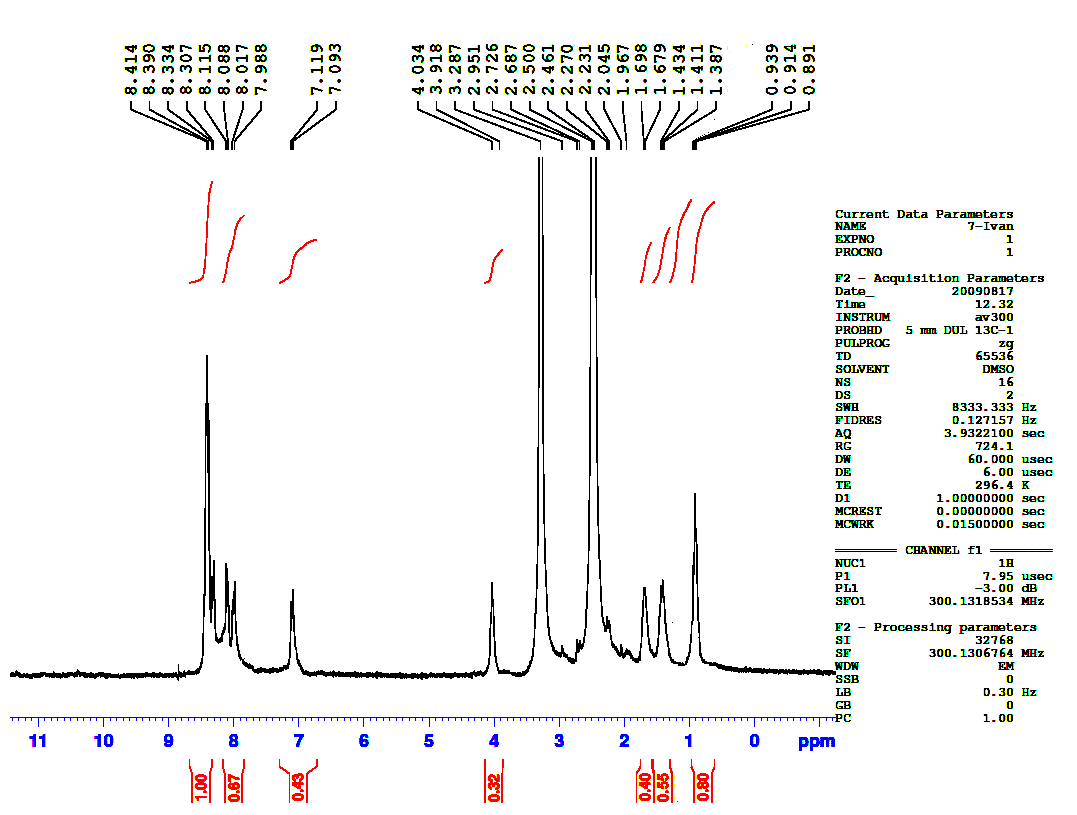 8.414
8.390
8.334
8.307
8.115
8.088
8.017
7.988
7.119
7.093
4.034
3.918
3.287
2.951
2.726
2.687
2.500
2.461
2.270
2.231
2.045
1.967
1.698
1.679
1.434
1.411
1.387
0.939
0.914
0.891
Current Data Parameters
NAME 7-Ivan
EXPNO 1
PROCNO 1
F2 - Acquisition Parameters
Date_ 20090817
Time 12.32
INSTRUM av300
PROBHD 5 mm DUL 13C-1
PULPROG zg
TD 65536
SOLVENT DMSO
NS 16
DS 2
SWH 8333.333 Hz
FIDRES 0.127157 Hz
AQ 3.9322100 sec
RG 724.1
DW 60.000 usec
DE 6.00 usec
TE 296.4 K
D1 1.00000000 sec
MCREST 0.00000000 sec
MCWRK 0.01500000 sec
CHANNEL f1
NUC1 1H
P1 7.95 usec
PL1 -3.00 dB
SFO1 300.1318534 MHz
F2 - Processing parameters
SI 32768
SF 300.1306764 MHz
WDW EM
SSB 0
LB 0.30 Hz
GB 0
PC 1.00
11 10 9 8 7 6 5 4 3 2 1 0 ppm
1.00
0.67
0.43
0.32
0.40
0.55
0.80